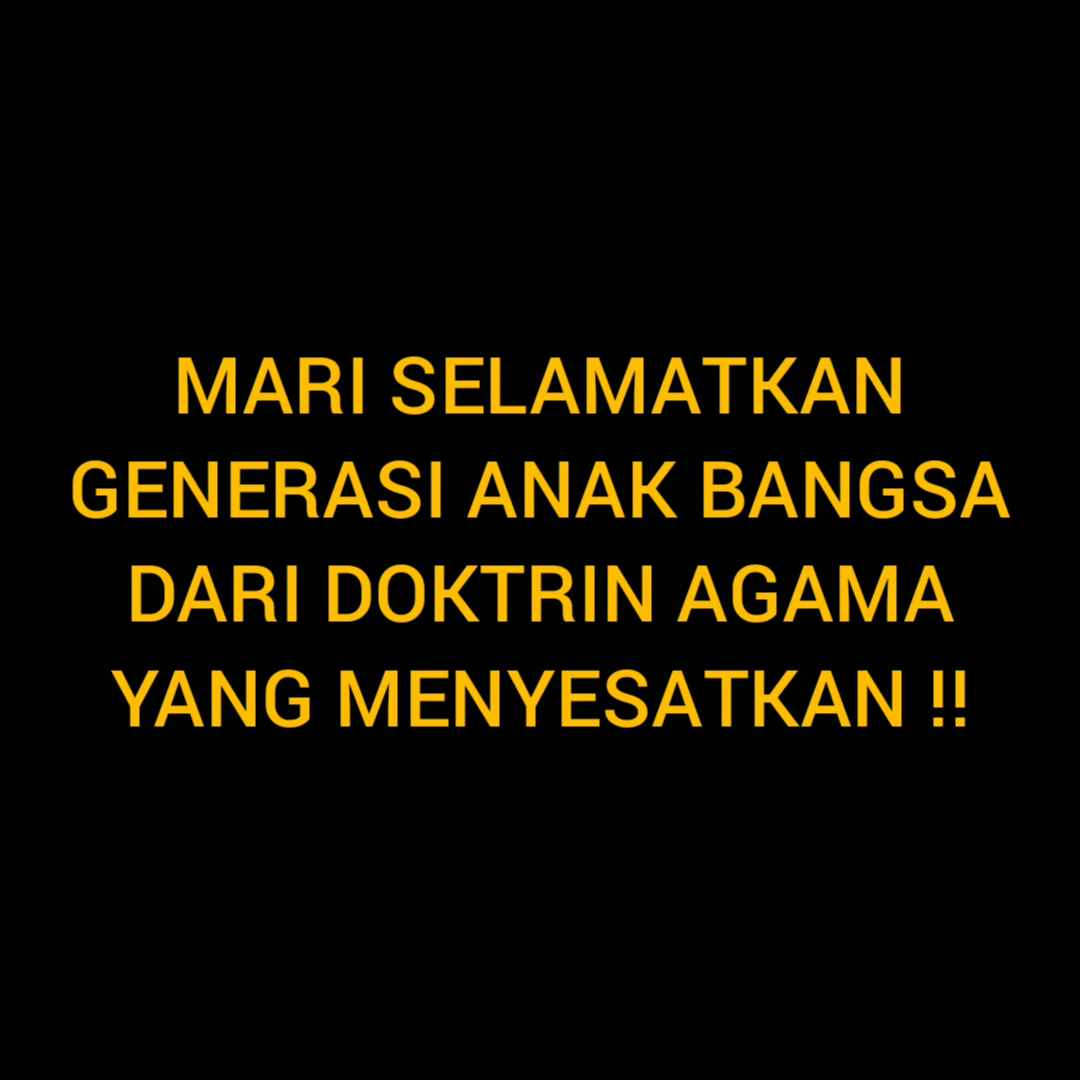 MARI SELAMATKAN
GENERASI ANAK BANGSA
DARI DOKTRIN AGAMA
YANG MENYESATKAN !!